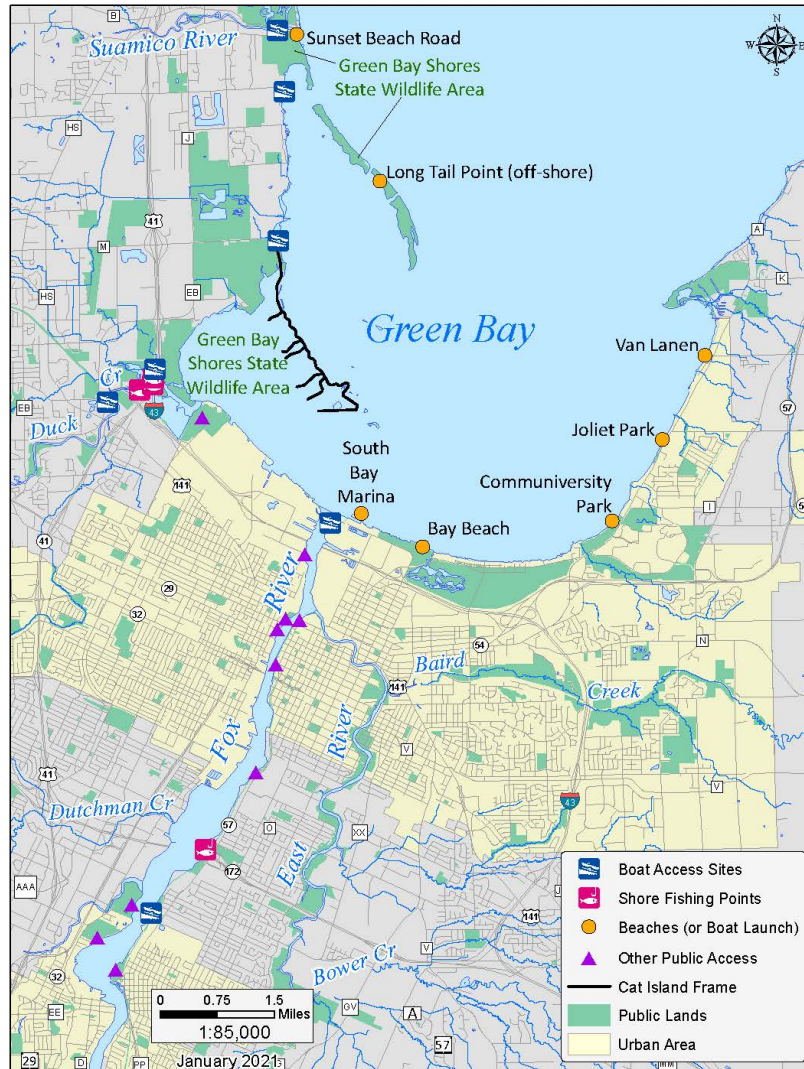 B
Suamico River
Sunset Beach Road
N
W E
S
Green Bay Shores
State Wildlife Area
HS
J
Long Tail Point (off-shore)
41
M
A
K
HS
EB
Green Bay
Green Bay
Shores State
Wildlife Area
Van Lanen
EB
Duck
Cr
43
57
Joliet Park
South
Bay
Marina
Communiversity
Park
141
I
54
41
Bay Beach
29
River
32
54
N
Baird
Creek
141
River
V
Fox
41
V
43
Dutchman Cr
57
O
XX
East
172
AAA
J
141
V
Bower Cr
32
EE
GV
A
57
29
D
PP
S
MM
Boat Access Sites
Shore Fishing Points
Beaches (or Boat Launch)
Other Public Access
Cat Island Frame
Public Lands
Urban Area
0 0.75 1.5
Miles
1:85,000
January 2021